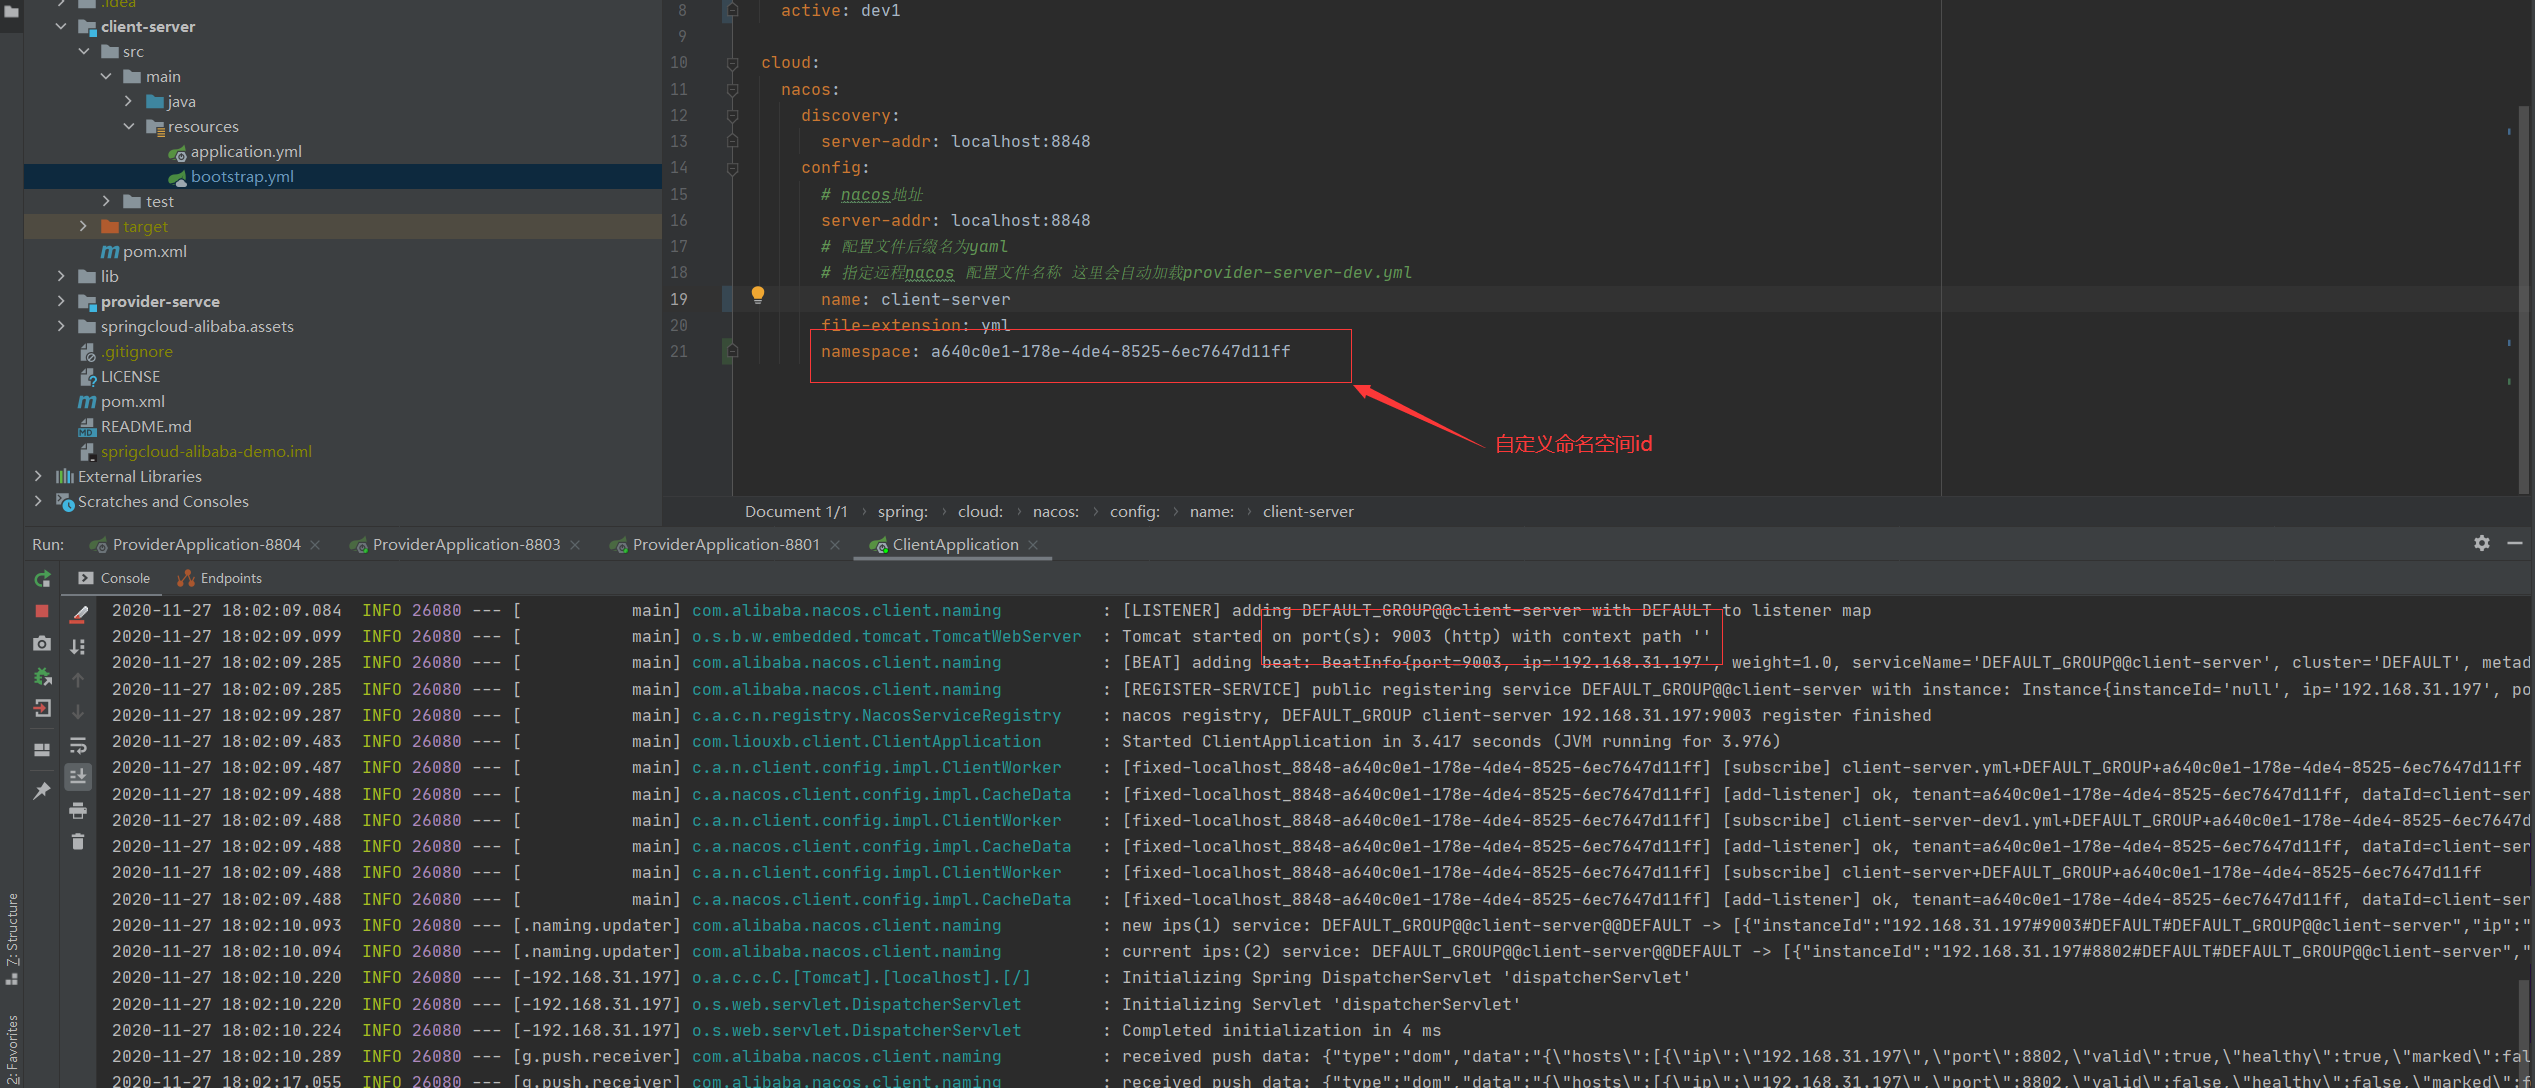 .idea
client-server
src
main
java
resources
application.yml
bootstrap.yml
test
target
pom.xml
lib
provider-servce
springcloud-alibaba.assets
.gitignore
LICENSE
pom.xml
README.md
sprigcloud-alibaba-demo.iml
External Libraries
Scratches and Consoles
8 active: dev1
9
10 cloud:
11 nacos:
12 discovery:
13 server-addr: localhost:8848
14 config:
15 # nacos地址
16 server-addr: localhost:8848
17 # 配置文件后缀名为yaml
18 # 指定远程nacos 配置文件名称 这里会自动加载provider-server-dev.yml
19 name: client-server
20 file-extension: yml
21 namespace: a640c0e1-178e-4de4-8525-6ec7647d11ff
自定义命名空间id
Document 1/1 › spring: › cloud: › nacos: › config: › name: › client-server
Run: ProviderApplication-8804 × ProviderApplication-8803 × ProviderApplication-8801 × ClientApplication ×
Console Endpoints
2020-11-27 18:02:09.084 INFO 26080 --- [ main] com.alibaba.nacos.client.naming : [LISTENER] adding DEFAULT_GROUP@@client-server with DEFAULT to listener map
2020-11-27 18:02:09.099 INFO 26080 --- [ main] o.s.b.w.embedded.tomcat.TomcatWebServer : Tomcat started on port(s): 9003 (http) with context path ''
2020-11-27 18:02:09.285 INFO 26080 --- [ main] com.alibaba.nacos.client.naming : [BEAT] adding beat: BeatInfo{port=9003, ip='192.168.31.197', weight=1.0, serviceName='DEFAULT_GROUP@@client-server', cluster='DEFAULT', metad
2020-11-27 18:02:09.285 INFO 26080 --- [ main] com.alibaba.nacos.client.naming : [REGISTER-SERVICE] public registering service DEFAULT_GROUP@@client-server with instance: Instance{instanceId='null', ip='192.168.31.197', po
2020-11-27 18:02:09.287 INFO 26080 --- [ main] c.a.c.n.registry.NacosServiceRegistry : nacos registry, DEFAULT_GROUP client-server 192.168.31.197:9003 register finished
2020-11-27 18:02:09.483 INFO 26080 --- [ main] com.liouxb.client.ClientApplication : Started ClientApplication in 3.417 seconds (JVM running for 3.976)
2020-11-27 18:02:09.487 INFO 26080 --- [ main] c.a.n.client.config.impl.ClientWorker : [fixed-localhost_8848-a640c0e1-178e-4de4-8525-6ec7647d11ff] [subscribe] client-server.yml+DEFAULT_GROUP+a640c0e1-178e-4de4-8525-6ec7647d11ff
2020-11-27 18:02:09.488 INFO 26080 --- [ main] c.a.nacos.client.config.impl.CacheData : [fixed-localhost_8848-a640c0e1-178e-4de4-8525-6ec7647d11ff] [add-listener] ok, tenant=a640c0e1-178e-4de4-8525-6ec7647d11ff, dataId=client-ser
2020-11-27 18:02:09.488 INFO 26080 --- [ main] c.a.n.client.config.impl.ClientWorker : [fixed-localhost_8848-a640c0e1-178e-4de4-8525-6ec7647d11ff] [subscribe] client-server-dev1.yml+DEFAULT_GROUP+a640c0e1-178e-4de4-8525-6ec7647d
2020-11-27 18:02:09.488 INFO 26080 --- [ main] c.a.nacos.client.config.impl.CacheData : [fixed-localhost_8848-a640c0e1-178e-4de4-8525-6ec7647d11ff] [add-listener] ok, tenant=a640c0e1-178e-4de4-8525-6ec7647d11ff, dataId=client-ser
2020-11-27 18:02:09.488 INFO 26080 --- [ main] c.a.n.client.config.impl.ClientWorker : [fixed-localhost_8848-a640c0e1-178e-4de4-8525-6ec7647d11ff] [subscribe] client-server+DEFAULT_GROUP+a640c0e1-178e-4de4-8525-6ec7647d11ff
2020-11-27 18:02:09.488 INFO 26080 --- [ main] c.a.nacos.client.config.impl.CacheData : [fixed-localhost_8848-a640c0e1-178e-4de4-8525-6ec7647d11ff] [add-listener] ok, tenant=a640c0e1-178e-4de4-8525-6ec7647d11ff, dataId=client-ser
2020-11-27 18:02:10.093 INFO 26080 --- [.naming.updater] com.alibaba.nacos.client.naming : new ips(1) service: DEFAULT_GROUP@@client-server@@DEFAULT -> [{"instanceId":"192.168.31.197#9003#DEFAULT#DEFAULT_GROUP@@client-server","ip":"
2020-11-27 18:02:10.094 INFO 26080 --- [.naming.updater] com.alibaba.nacos.client.naming : current ips:(2) service: DEFAULT_GROUP@@client-server@@DEFAULT -> [{"instanceId":"192.168.31.197#8802#DEFAULT#DEFAULT_GROUP@@client-server","
2020-11-27 18:02:10.220 INFO 26080 --- [-192.168.31.197] o.a.c.c.C.[Tomcat].[localhost].[/] : Initializing Spring DispatcherServlet 'dispatcherServlet'
2020-11-27 18:02:10.220 INFO 26080 --- [-192.168.31.197] o.s.web.servlet.DispatcherServlet : Initializing Servlet 'dispatcherServlet'
2020-11-27 18:02:10.224 INFO 26080 --- [-192.168.31.197] o.s.web.servlet.DispatcherServlet : Completed initialization in 4 ms
2020-11-27 18:02:10.289 INFO 26080 --- [g.push.receiver] com.alibaba.nacos.client.naming : received push data: {"type":"dom","data":"{\"hosts\":[{\"ip\":\"192.168.31.197\",\"port\":8802,\"valid\":true,\"healthy\":true,\"marked\":fal
2020-11-27 18:02:17.055 INFO 26080 --- [g.push.receiver] com.alibaba.nacos.client.naming : received push data: {"type":"dom","data":"{\"hosts\":[{\"ip\":\"192.168.31.197\",\"port\":8802,\"valid\":false,\"healthy\":false,\"marked\":f
7: Structure
2: Favorites